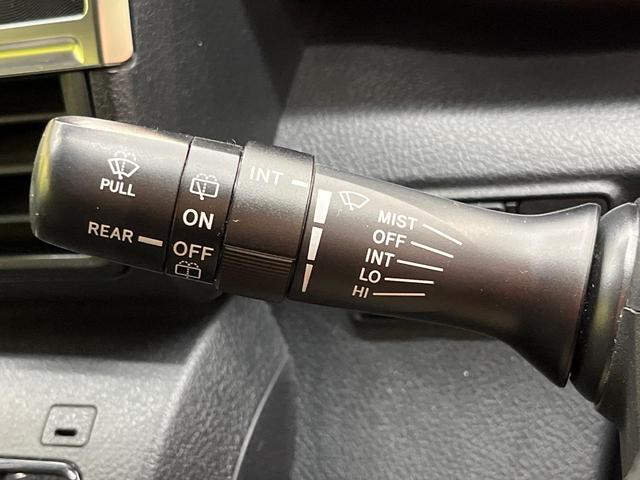 PULL
REAR
ON
OFF
INT
MIST
OFF
INT
LO
HI